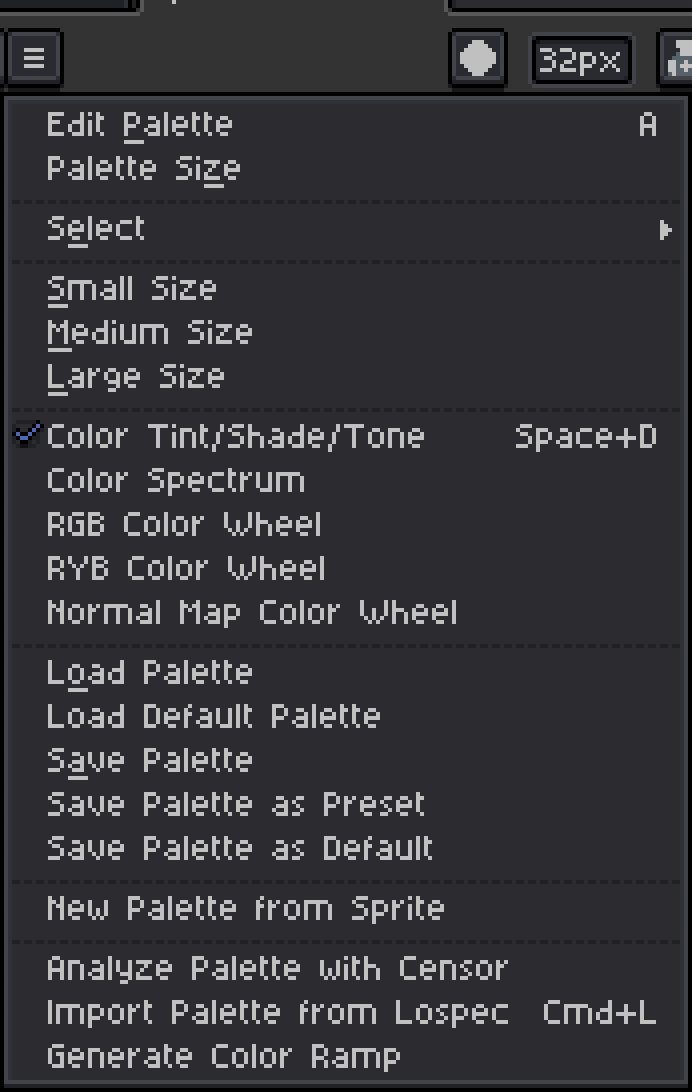 32px
Edit Palette A
Palette Size
Select
Small Size
Medium Size
Large Size
Color Tint/Shade/Tone Space+D
Color Spectrum
RGB Color Wheel
RYB Color Wheel
Normal Map Color Wheel
Load Palette
Load Default Palette
Save Palette
Save Palette as Preset
Save Palette as Default
New Palette from Sprite
Analyze Palette with Censor
Import Palette from Lospec Cmd+L
Generate Color Ramp